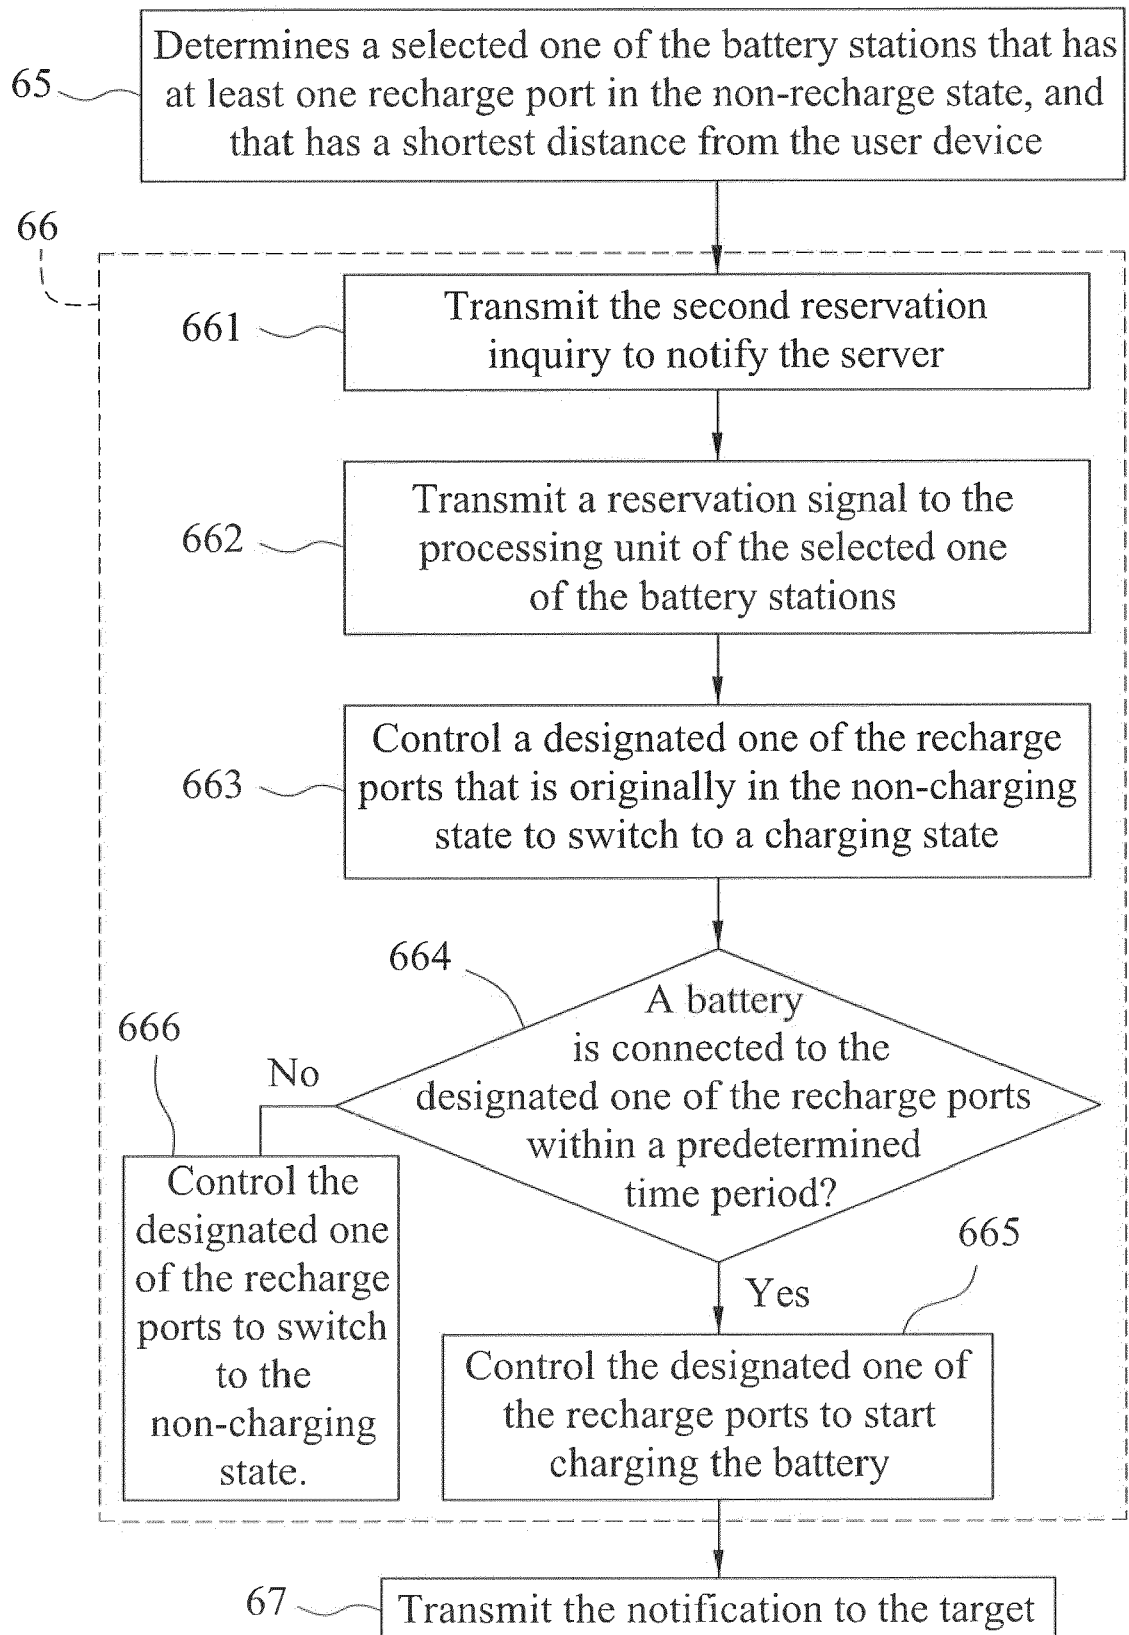 65
Determines a selected one of the battery stations that has
at least one recharge port in the non-recharge state, and
that has a shortest distance from the user device
66
661
Transmit the second reservation
inquiry to notify the server
662
Transmit a reservation signal to the
processing unit of the selected one
of the battery stations
663
Control a designated one of the recharge
ports that is originally in the non-charging
state to switch to a charging state
664
A battery
is connected to the
designated one of the recharge ports
within a predetermined
time period?
No
666
Control the
designated one
of the recharge
ports to switch
to the
non-charging
state.
Yes
665
Control the designated one of
the recharge ports to start
charging the battery
67
Transmit the notification to the target